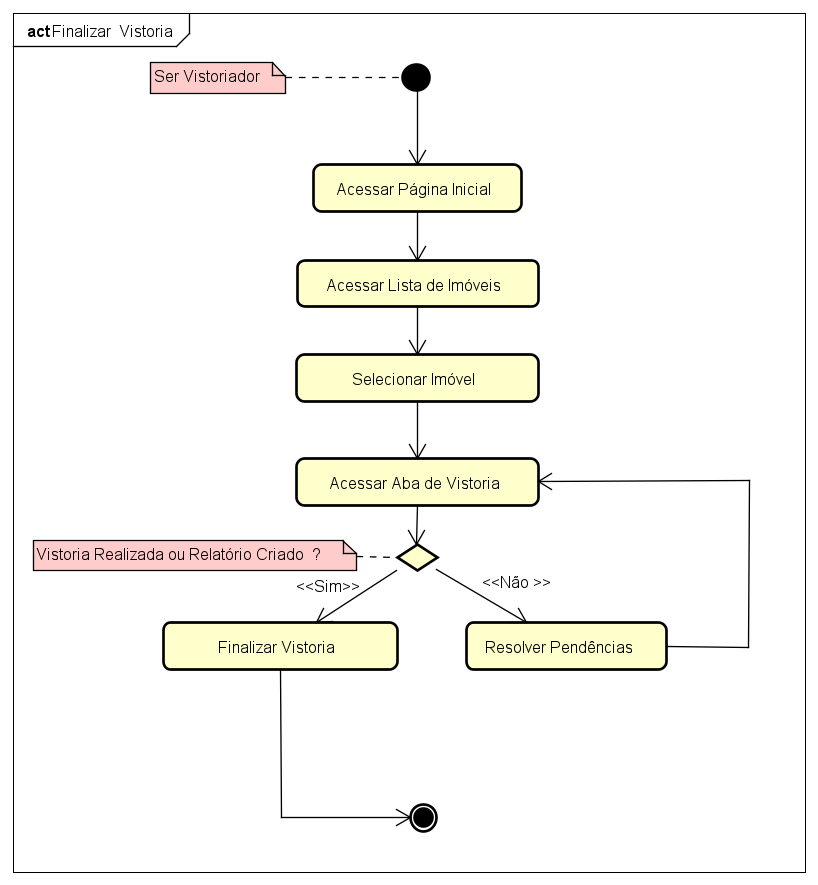 act Finalizar Vistoria
Ser Vistoriador
Acessar Página Inicial
Acessar Lista de Imóveis
Selecionar Imóvel
Acessar Aba de Vistoria
Vistoria Realizada ou Relatório Criado ?
<<Sim>>
<<Não >>
Finalizar Vistoria
Resolver Pendências